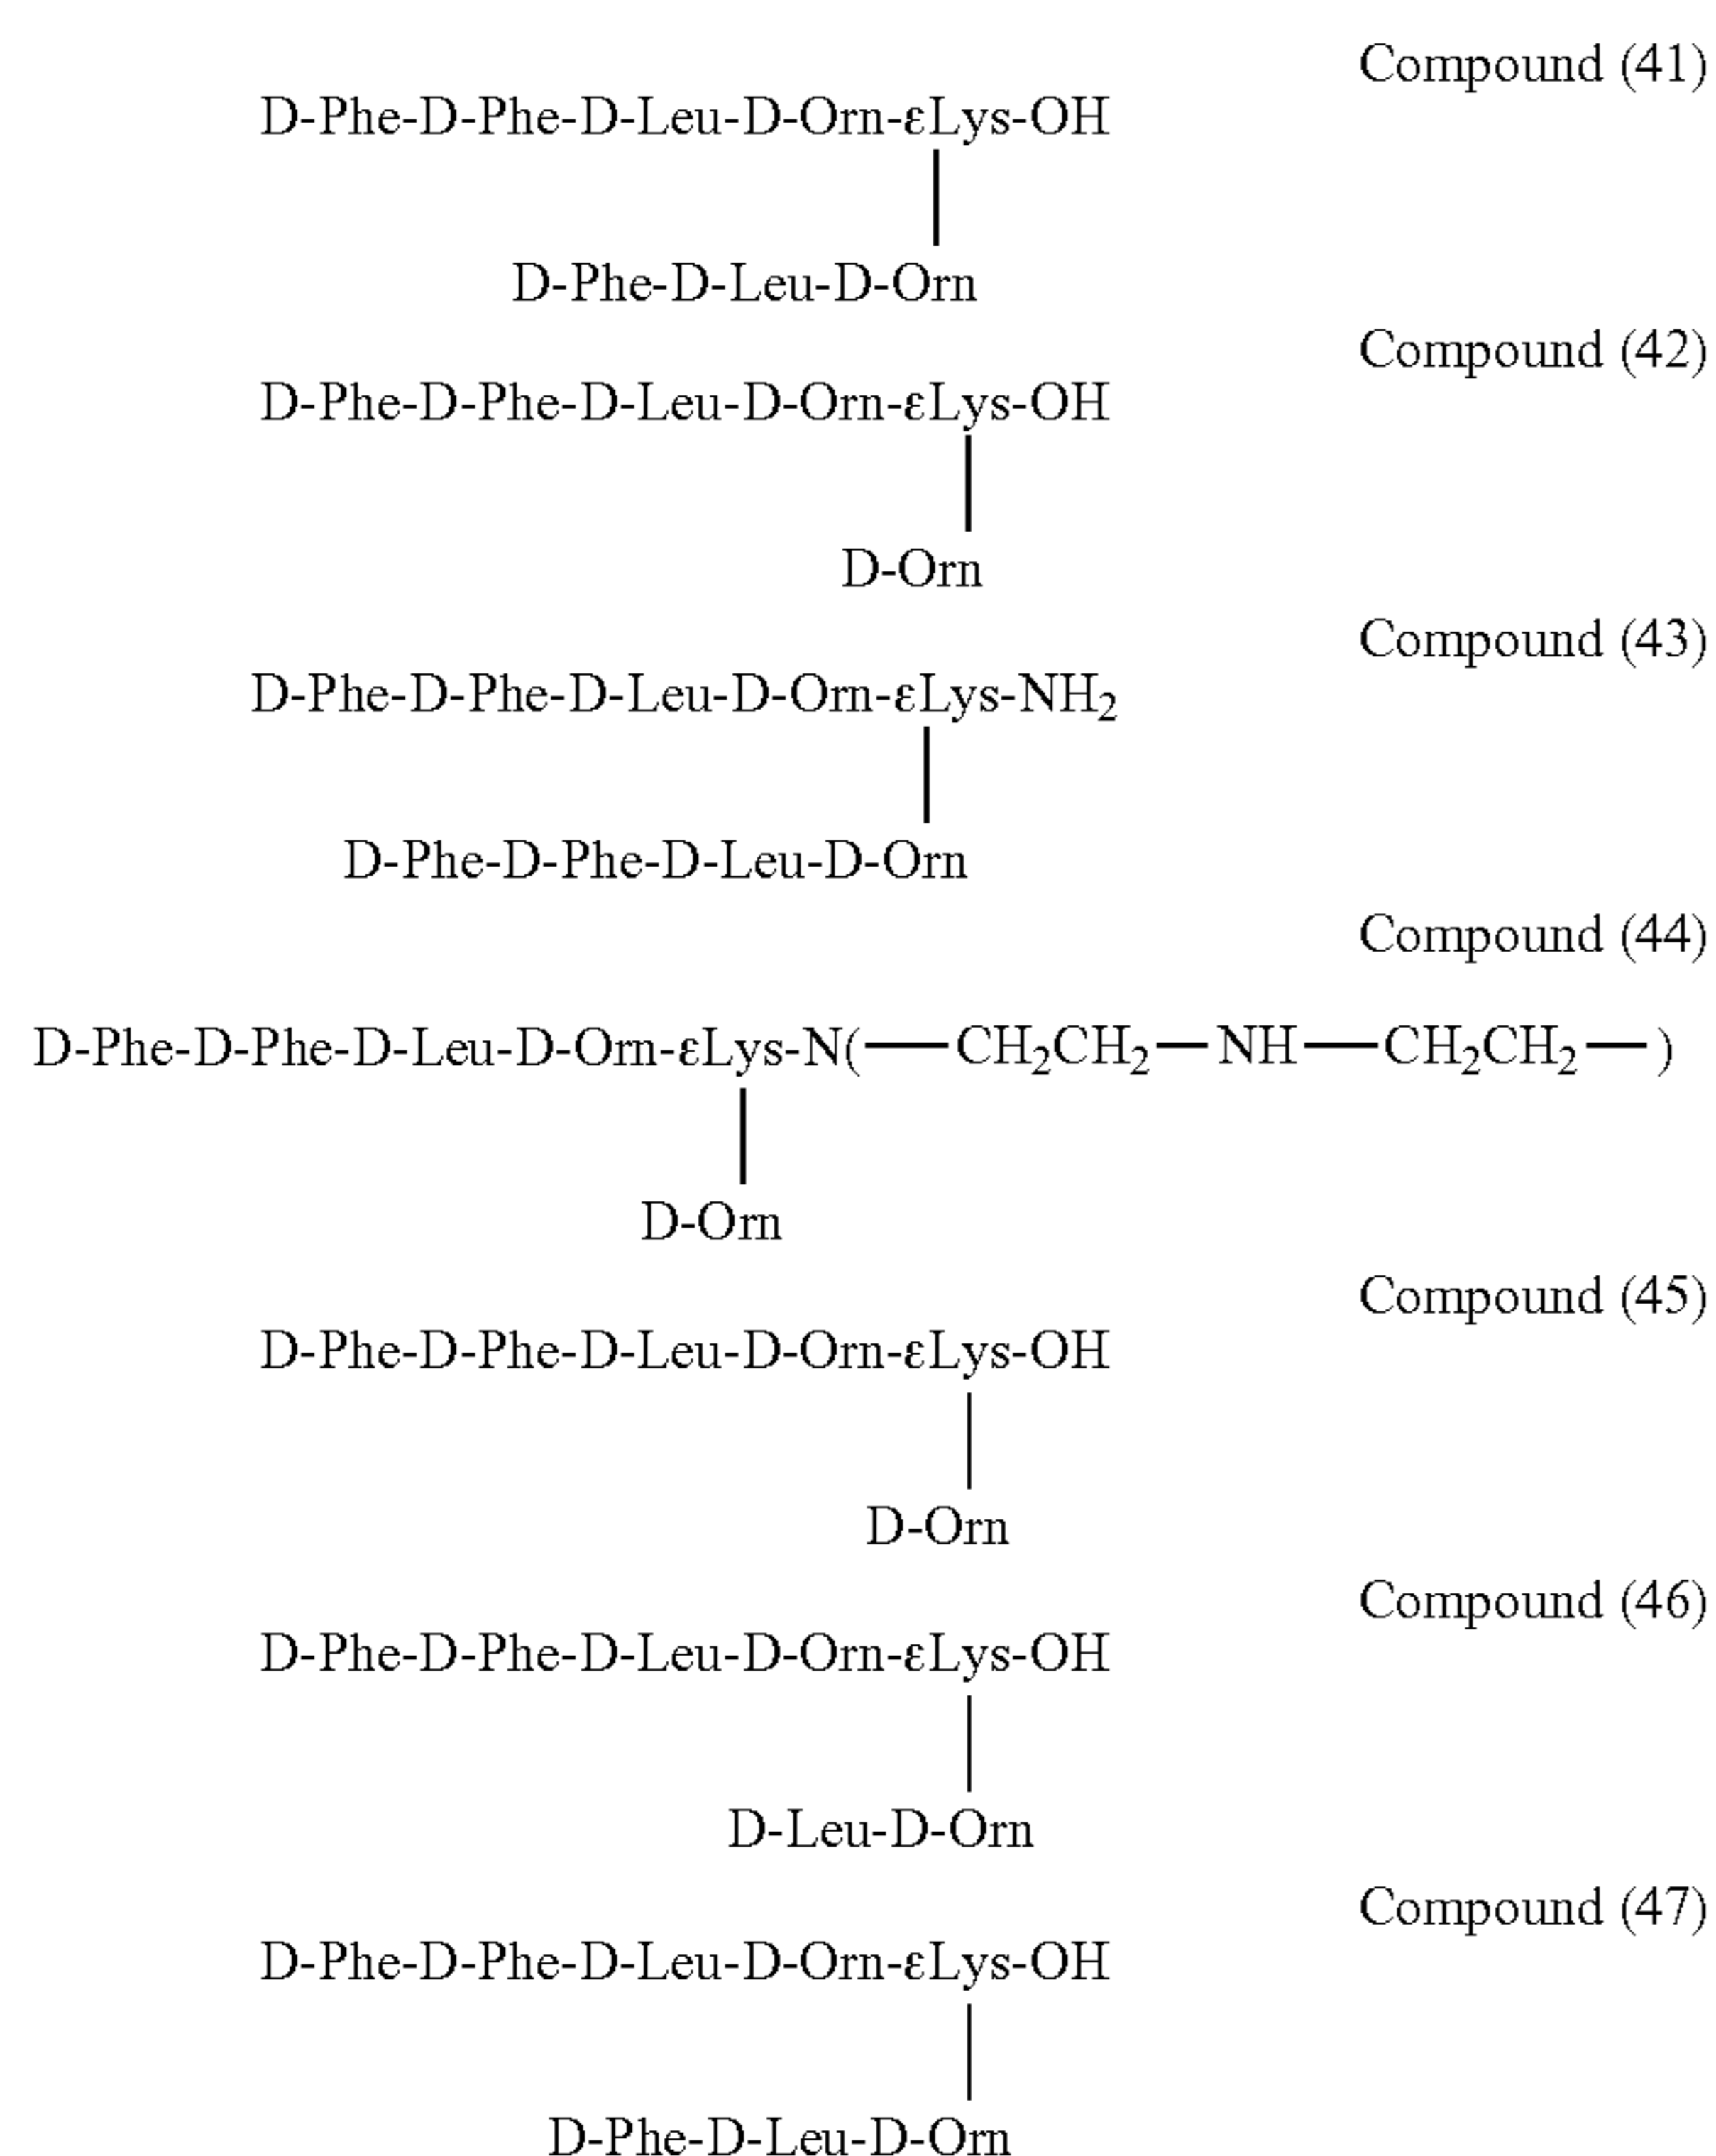 Compound (41)
D-Phe-D-Phe-D-Leu-D-Orn-εLys-OH
D-Phe-D-Leu-D-Orn
Compound (42)
D-Phe-D-Phe-D-Leu-D-Orn-εLys-OH
D-Orn
Compound (43)
D-Phe-D-Phe-D-Leu-D-Orn-εLys-NH₂
D-Phe-D-Phe-D-Leu-D-Orn
Compound (44)
D-Phe-D-Phe-D-Leu-D-Orn-εLys-N(—CH₂CH₂—NH—CH₂CH₂—)
D-Orn
Compound (45)
D-Phe-D-Phe-D-Leu-D-Orn-εLys-OH
D-Orn
Compound (46)
D-Phe-D-Phe-D-Leu-D-Orn-εLys-OH
D-Leu-D-Orn
Compound (47)
D-Phe-D-Phe-D-Leu-D-Orn-εLys-OH
D-Phe-D-Leu-D-Orn